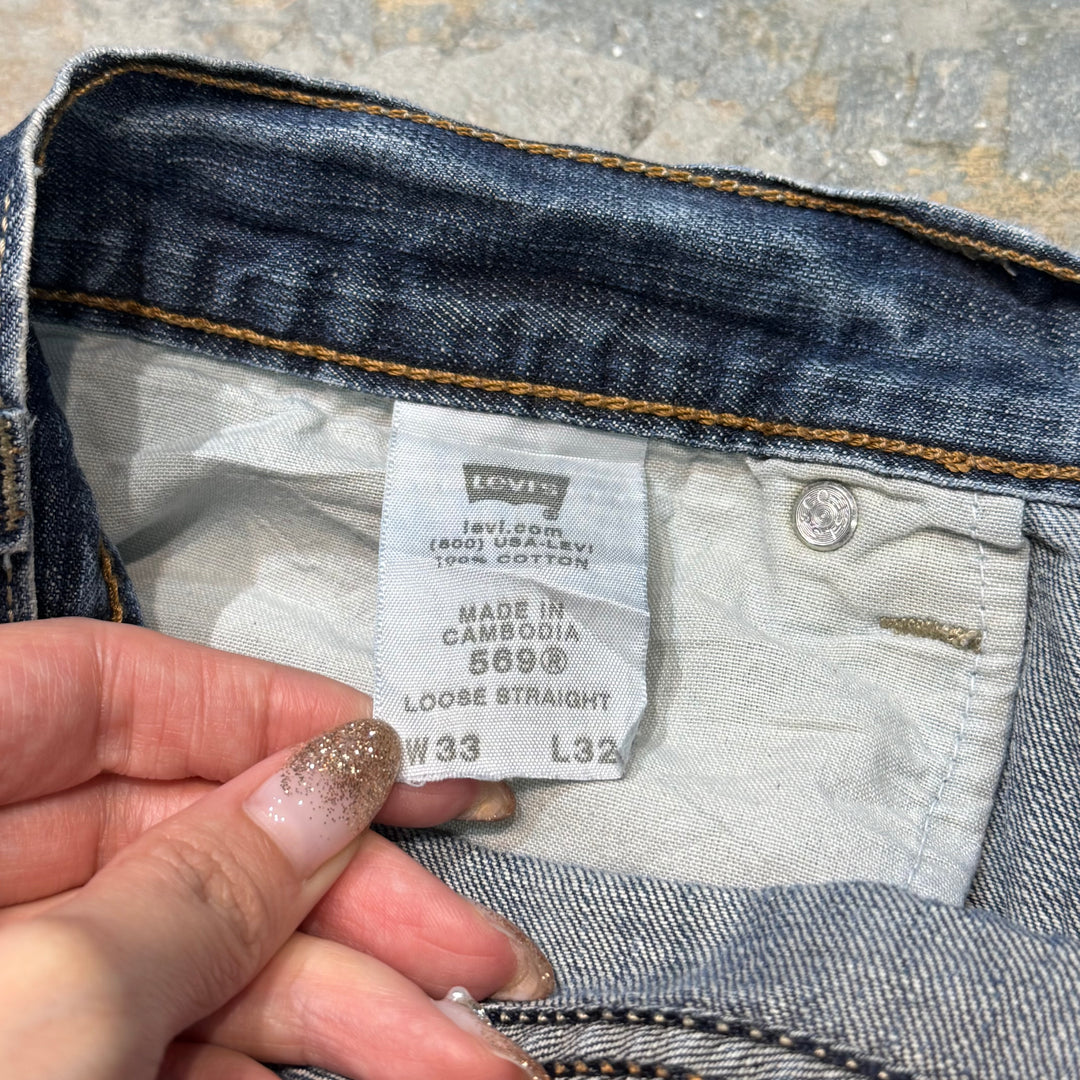 LEVI'S
levi.com
(800) USA-LEVI
100% COTTON
MADE IN
CAMBODIA
569®
LOOSE STRAIGHT
W33 L32